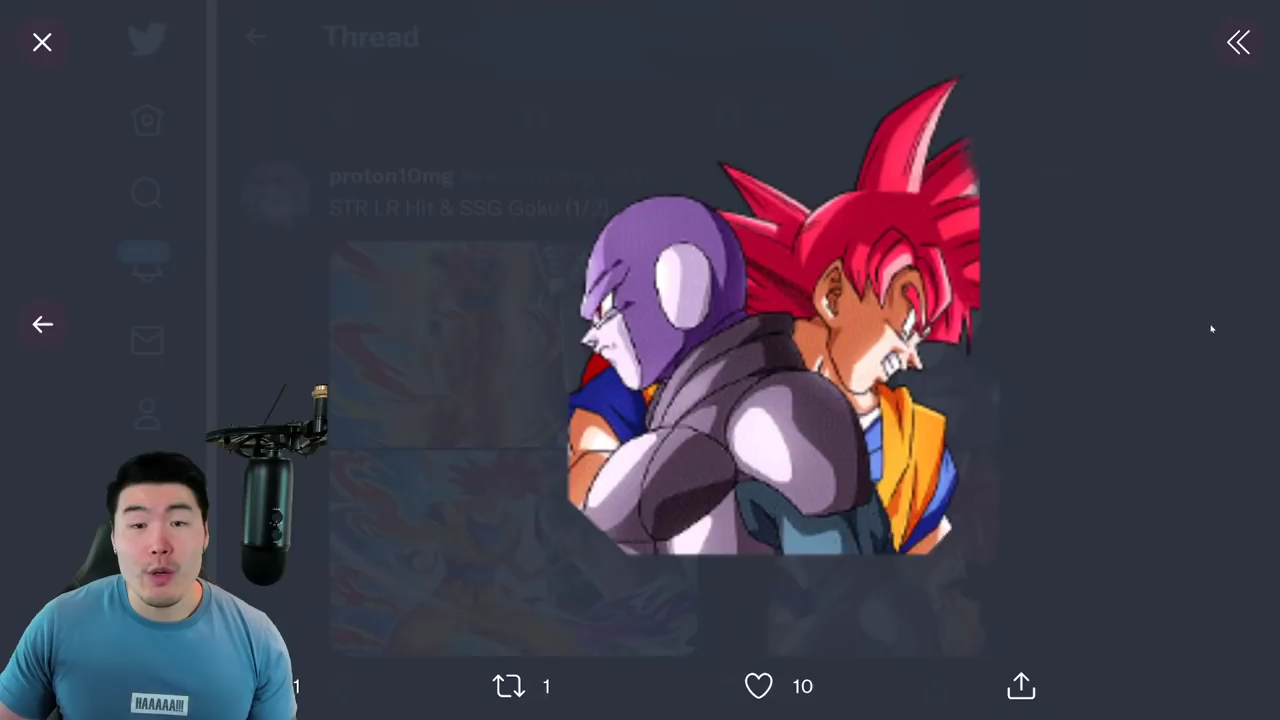 Thread
proton10mg
STR LR Hit & SSG Goku (1/2)
1
1
10
HAAAAA!!!